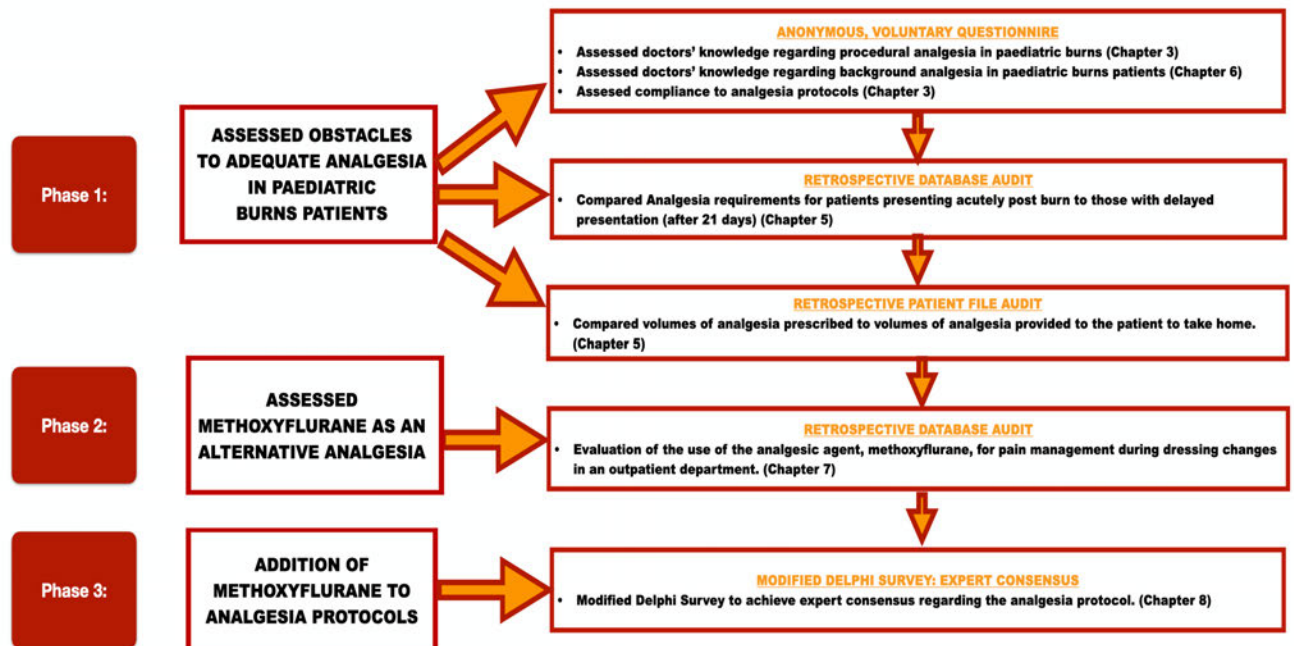 Phase 1:
ASSESSED OBSTACLES
TO ADEQUATE ANALGESIA
IN PAEDIATRIC
BURNS PATIENTS
ANONYMOUS, VOLUNTARY QUESTIONNIRE
• Assessed doctors' knowledge regarding procedural analgesia in paediatric burns (Chapter 3)
• Assessed doctors' knowledge regarding background analgesia in paediatric burns patients (Chapter 6)
• Assesed compliance to analgesia protocols (Chapter 3)
RETROSPECTIVE DATABASE AUDIT
• Compared Analgesia requirements for patients presenting acutely post burn to those with delayed
presentation (after 21 days) (Chapter 5)
RETROSPECTIVE PATIENT FILE AUDIT
• Compared volumes of analgesia prescribed to volumes of analgesia provided to the patient to take home.
(Chapter 5)
Phase 2:
ASSESSED
METHOXYFLURANE AS AN
ALTERNATIVE ANALGESIA
RETROSPECTIVE DATABASE AUDIT
• Evaluation of the use of the analgesic agent, methoxyflurane, for pain management during dressing changes
in an outpatient department. (Chapter 7)
Phase 3:
ADDITION OF
METHOXYFLURANE TO
ANALGESIA PROTOCOLS
MODIFIED DELPHI SURVEY: EXPERT CONSENSUS
• Modified Delphi Survey to achieve expert consensus regarding the analgesia protocol. (Chapter 8)